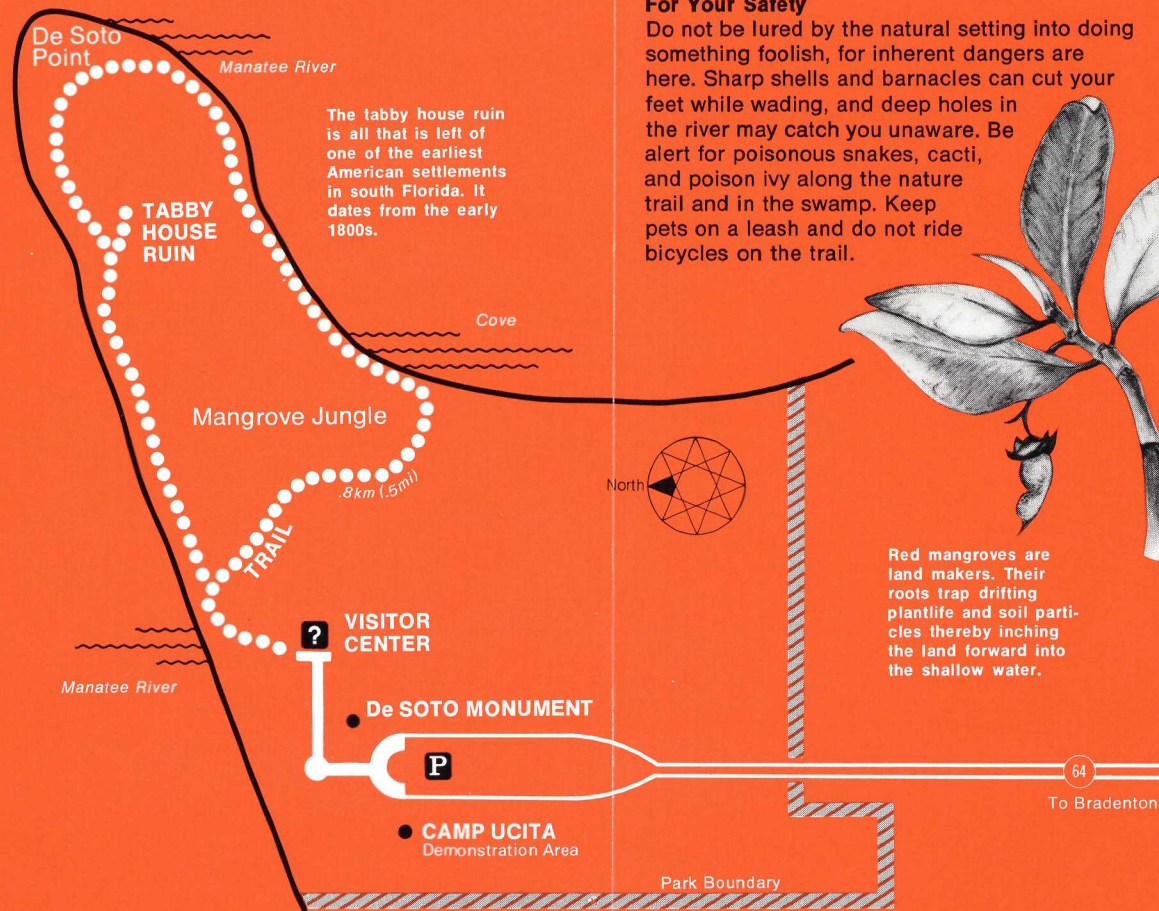 De Soto
Point
Manatee River
The tabby house ruin
is all that is left of
one of the earliest
American settlements
in south Florida. It
dates from the early
1800s.
TABBY
HOUSE
RUIN
Cove
Mangrove Jungle
.8km (.5mi)
TRAIL
North
?
VISITOR
CENTER
Manatee River
De SOTO MONUMENT
P
CAMP UCITA
Demonstration Area
Park Boundary
64
To Bradenton
For Your Safety
Do not be lured by the natural setting into doing
something foolish, for inherent dangers are
here. Sharp shells and barnacles can cut your
feet while wading, and deep holes in
the river may catch you unaware. Be
alert for poisonous snakes, cacti,
and poison ivy along the nature
trail and in the swamp. Keep
pets on a leash and do not ride
bicycles on the trail.
Red mangroves are
land makers. Their
roots trap drifting
plantlife and soil parti-
cles thereby inching
the land forward into
the shallow water.